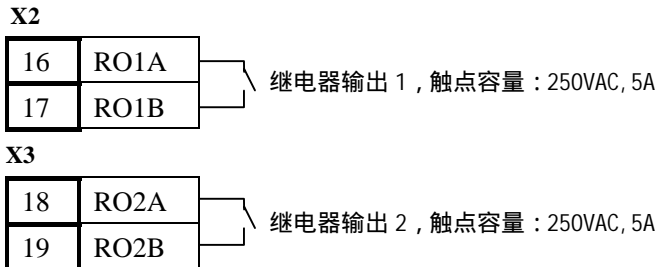 X2
16 RO1A
继电器输出 1，触点容量：250VAC, 5A
17 RO1B
X3
18 RO2A
继电器输出 2，触点容量：250VAC, 5A
19 RO2B